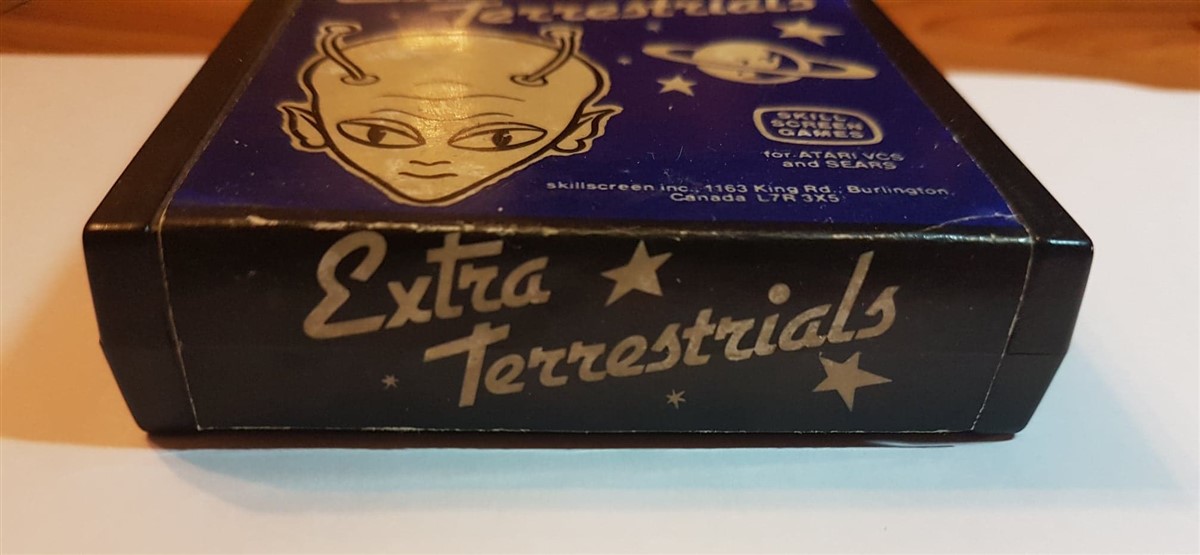 Extra
Terrestrials
SKILL
SCREEN
GAMES
for ATARI VCS
and SEARS
skillscreen inc., 1163 King Rd., Burlington,
Canada L7R 3X5
Extra
Terrestrials